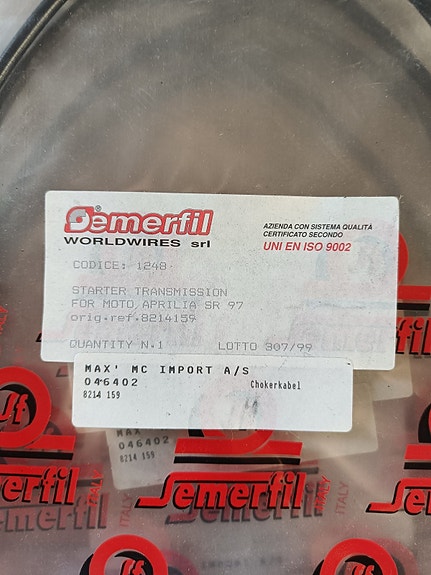 Semerfil
WORLDWIRES srl
AZIENDA CON SISTEMA QUALITÀ
CERTIFICATO SECONDO
UNI EN ISO 9002
CODICE: 1248
STARTER TRANSMISSION
FOR MOTO APRILIA SR 97
orig.ref.8214159
QUANTITY N.1 LOTTO 307/99
MAX' MC IMPORT A/S
046402
8214 159 Chokerkabel
MAX
046402
8214 159
Semerfil
ITALY
Semerfil
ITALY